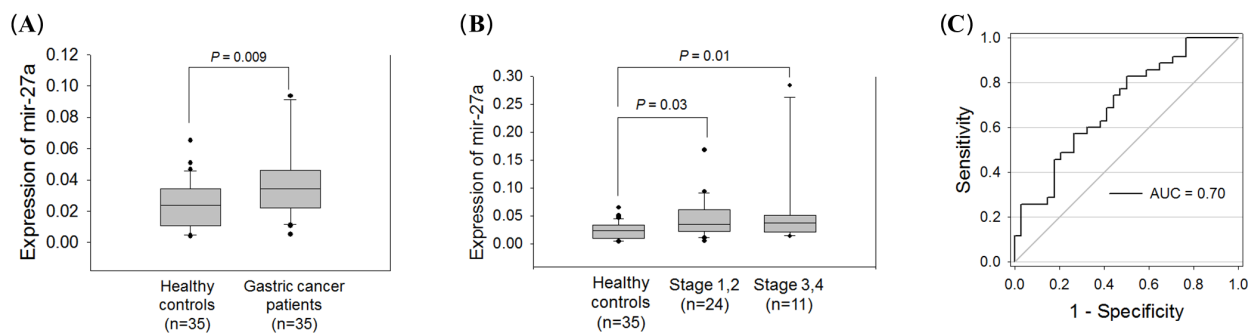 (A)
Expression of mir-27a
0.12
0.10
0.08
0.06
0.04
0.02
0.00
P = 0.009
Healthy
controls
(n=35)
Gastric cancer
patients
(n=35)
(B)
Expression of mir-27a
0.30
0.25
0.20
0.15
0.10
0.05
0.00
P = 0.01
P = 0.03
Healthy
controls
(n=35)
Stage 1,2
(n=24)
Stage 3,4
(n=11)
(C)
Sensitivity
1.0
0.8
0.6
0.4
0.2
0.0
AUC = 0.70
0.0 0.2 0.4 0.6 0.8 1.0
1 - Specificity